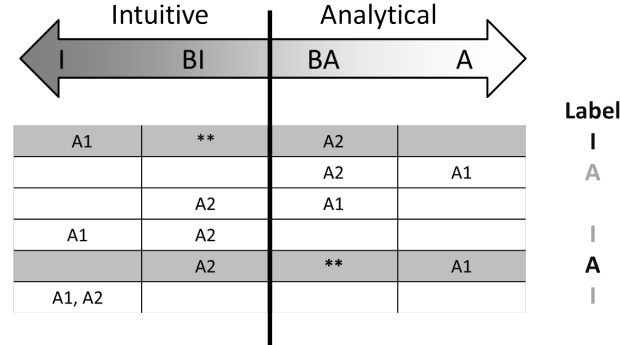 Intuitive Analytical
I BI BA A
Label
A1 ** A2 I
A2 A1 A
A2 A1
A1 A2 I
A2 ** A1 A
A1, A2 I